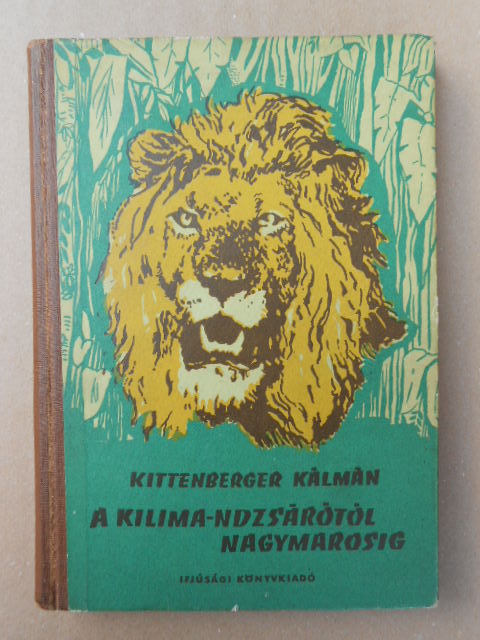 KITTENBERGER KÁLMÁN
A KILIMA-NDZSÁRÓTÓL
NAGYMAROSIG
IFJÚSÁGI KÖNYVKIADÓ